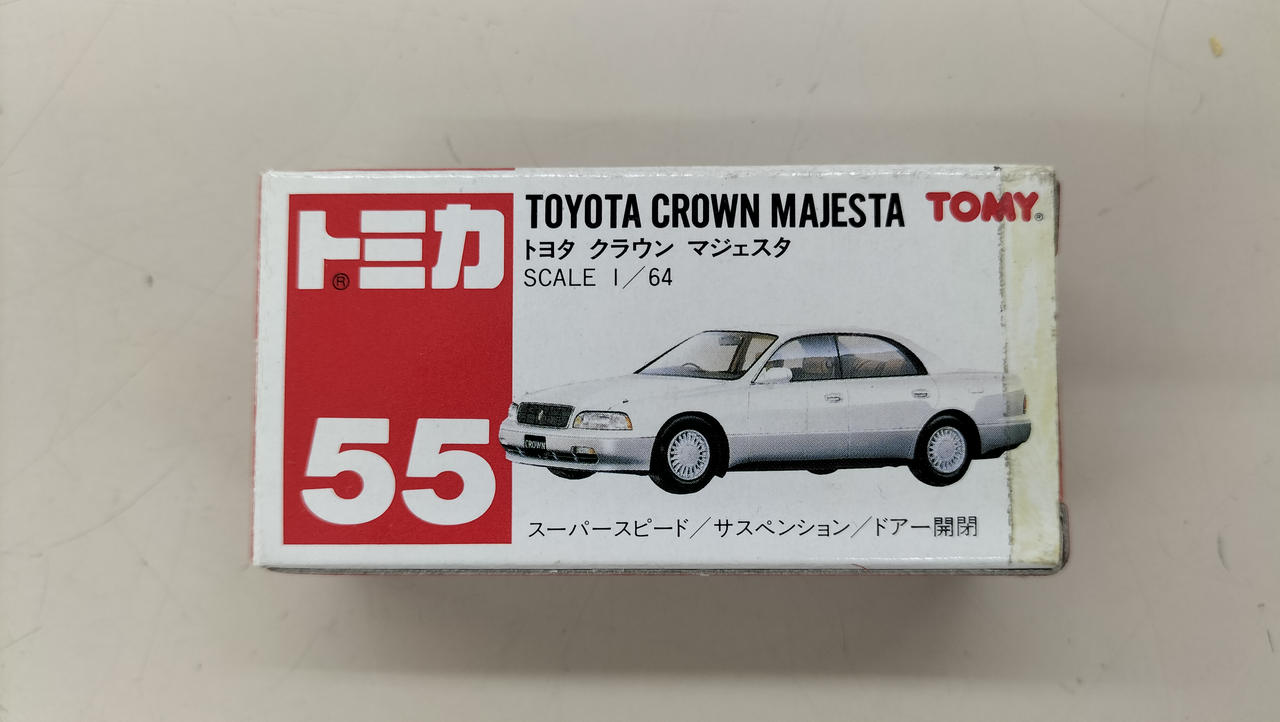 トミカ®
55
TOYOTA CROWN MAJESTA
TOMY®
トヨタ クラウン マジェスタ
SCALE 1/64
CROWN
スーパースピード/サスペンション/ドアー開閉